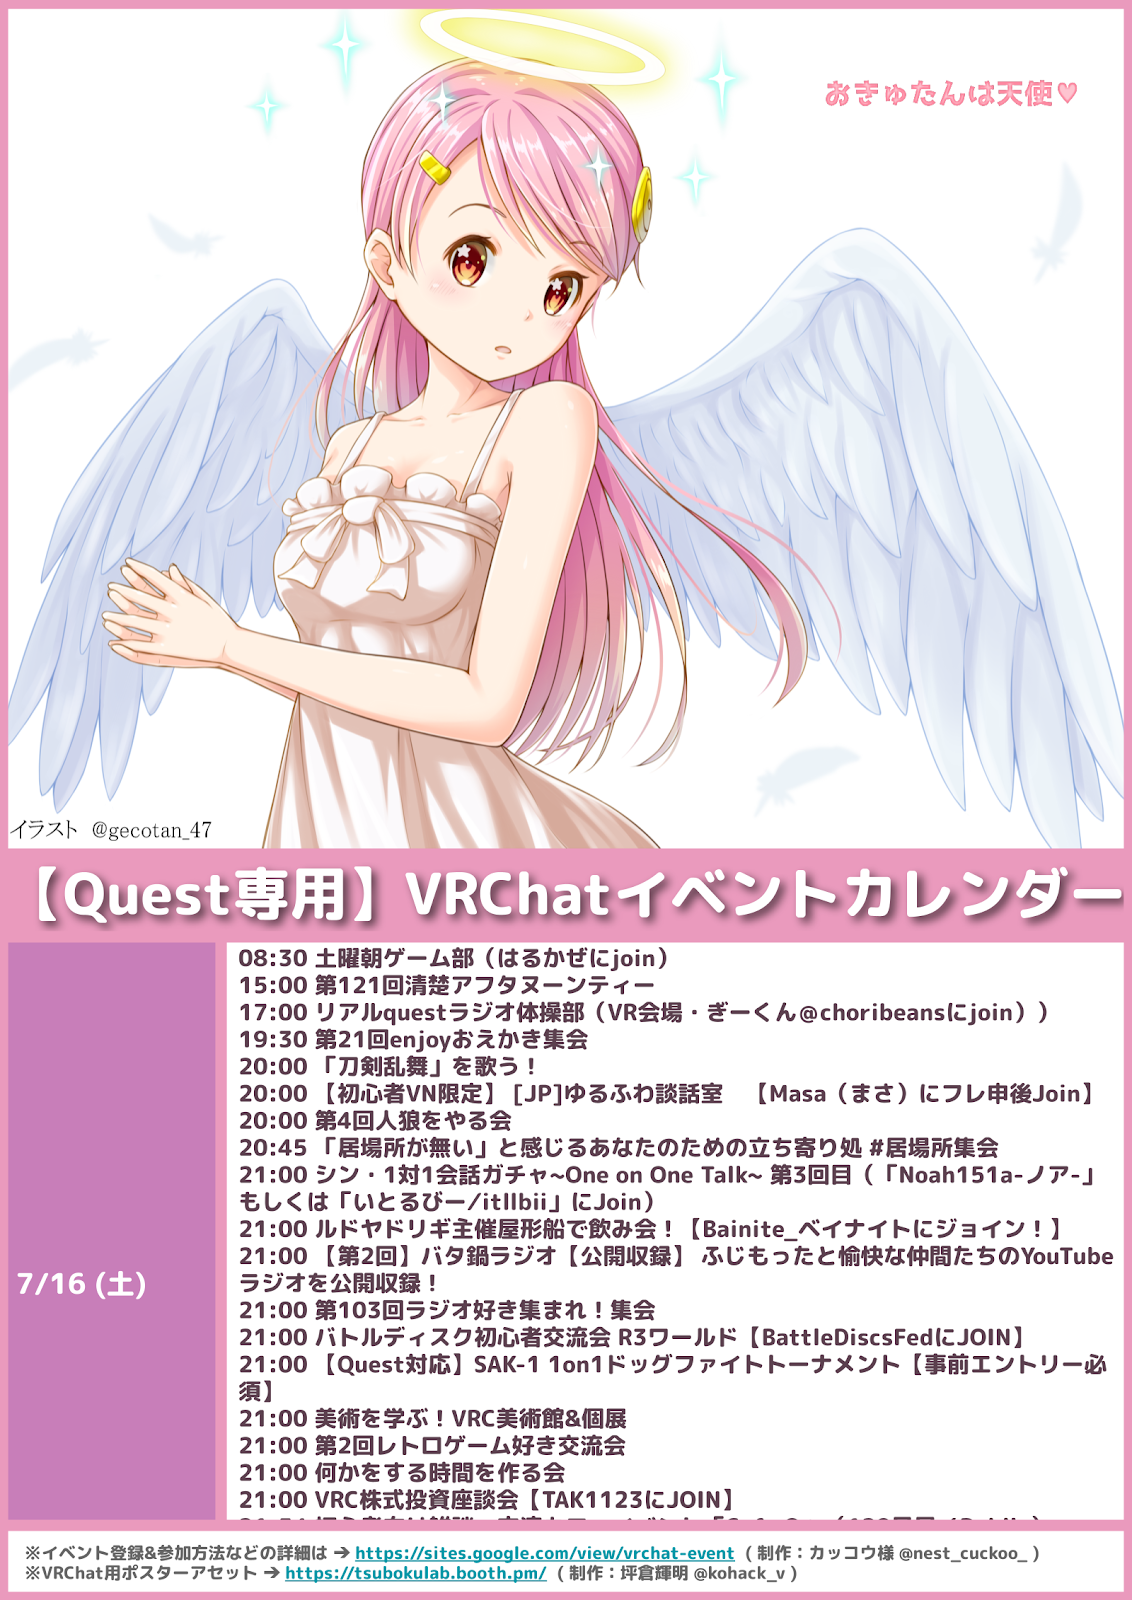 おきゅたんは天使♥
イラスト @gecotan_47
【Quest専用】VRChatイベントカレンダー
7/16 (土)
08:30 土曜朝ゲーム部（はるかぜにjoin）
15:00 第121回清楚アフタヌーンティー
17:00 リアルquestラジオ体操部（VR会場・ぎーくん@choribeansにjoin））
19:30 第21回enjoyおえかき集会
20:00 「刀剣乱舞」を歌う！
20:00 【初心者VN限定】 [JP]ゆるふわ談話室　【Masa（まさ）にフレ申後Join】
20:00 第4回人狼をやる会
20:45 「居場所が無い」と感じるあなたのための立ち寄り処 #居場所集会
21:00 シン・1対1会話ガチャ~One on One Talk~ 第3回目（「Noah151a-ノア-」
もしくは「いとるびー/itllbii」にJoin）
21:00 ルドヤドリギ主催屋形船で飲み会！【Bainite_ベイナイトにジョイン！】
21:00 【第2回】バタ鍋ラジオ【公開収録】 ふじもったと愉快な仲間たちのYouTube
ラジオを公開収録！
21:00 第103回ラジオ好き集まれ！集会
21:00 バトルディスク初心者交流会 R3ワールド【BattleDiscsFedにJOIN】
21:00 【Quest対応】SAK-1 1on1ドッグファイトトーナメント【事前エントリー必
須】
21:00 美術を学ぶ！VRC美術館&個展
21:00 第2回レトロゲーム好き交流会
21:00 何かをする時間を作る会
21:00 VRC株式投資座談会【TAK1123にJOIN】
※イベント登録&参加方法などの詳細は ➔ https://sites.google.com/view/vrchat-event （制作：カッコウ様 @nest_cuckoo_ ）
※VRChat用ポスターアセット ➔ https://tsubokulab.booth.pm/ （制作：坪倉輝明 @kohack_v ）